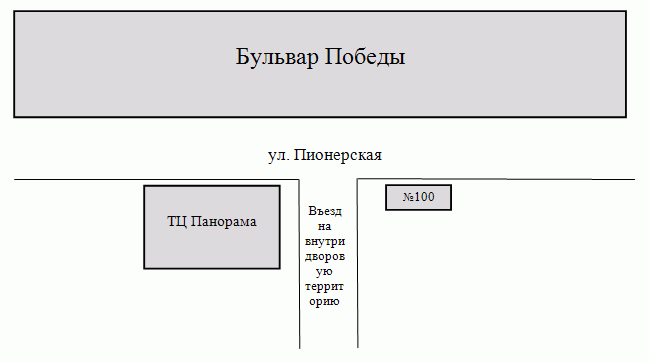 Бульвар Победы
ул. Пионерская
ТЦ Панорама
Въезд
на
внутри
дворов
ую
террит
орию
№100